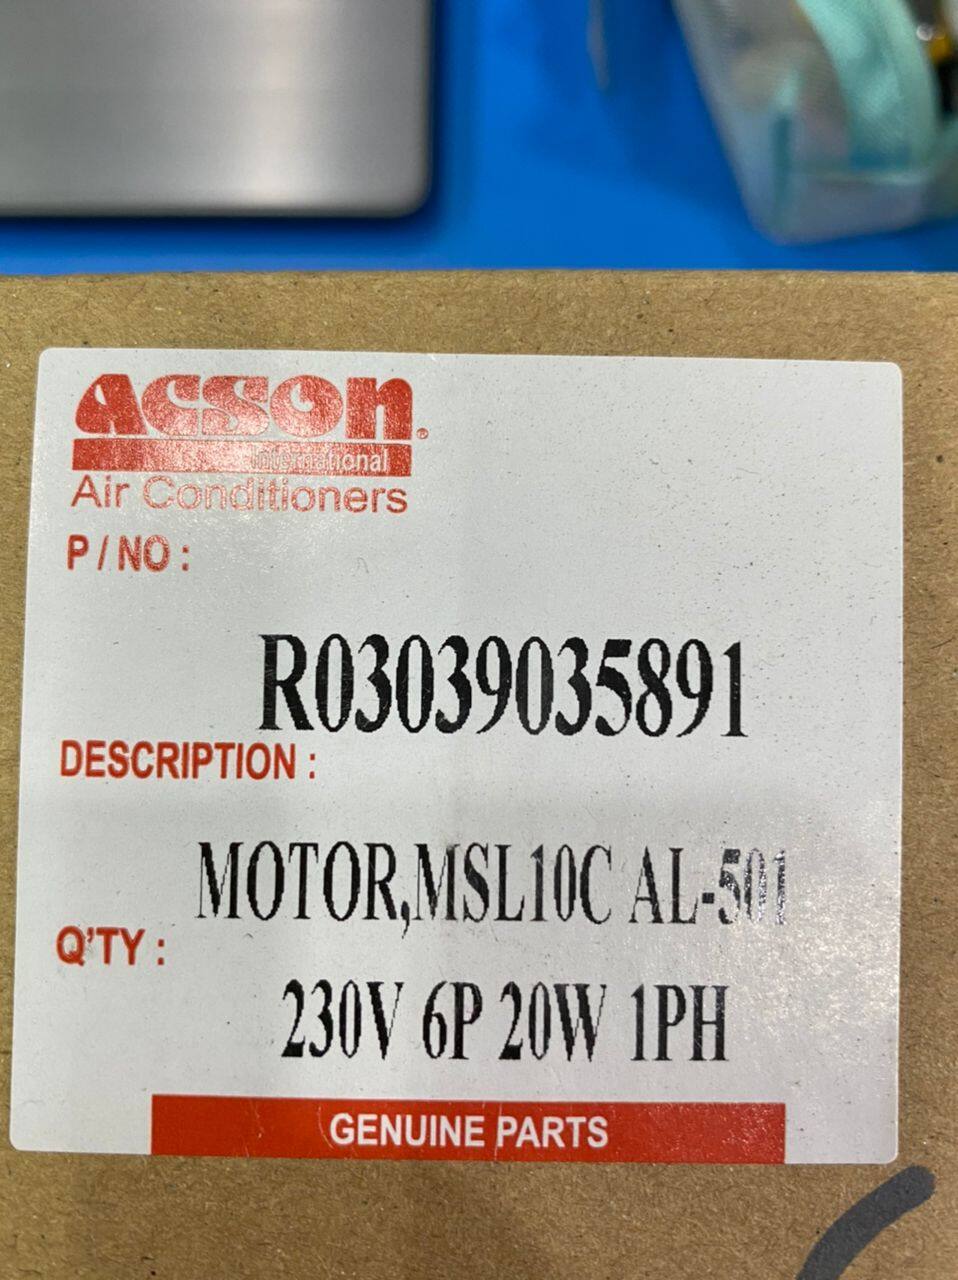 ACSON®
International
Air Conditioners
P / NO :
R03039035891
DESCRIPTION :
MOTOR,MSL10C AL-501
Q'TY :
230V 6P 20W 1PH
GENUINE PARTS